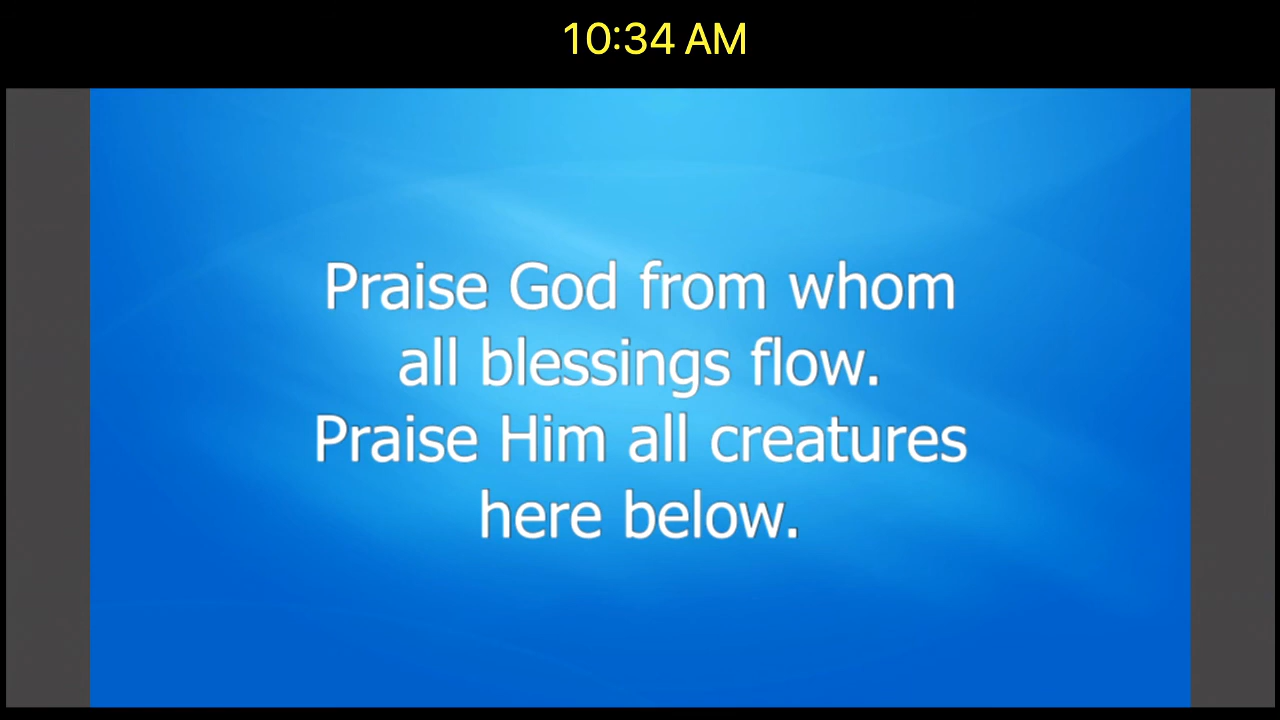 10:34 AM
Praise God from whom
all blessings flow.
Praise Him all creatures
here below.